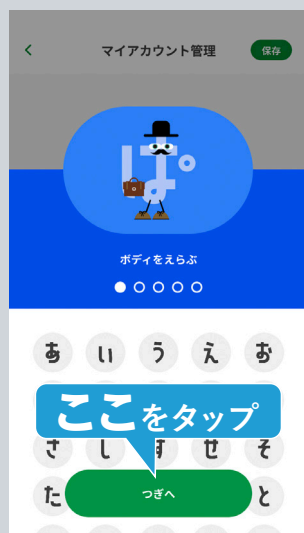 マイアカウント管理 保存
ぱ
ボディをえらぶ
あ い う え お
ここをタップ
さ し す せ そ
た つぎへ と